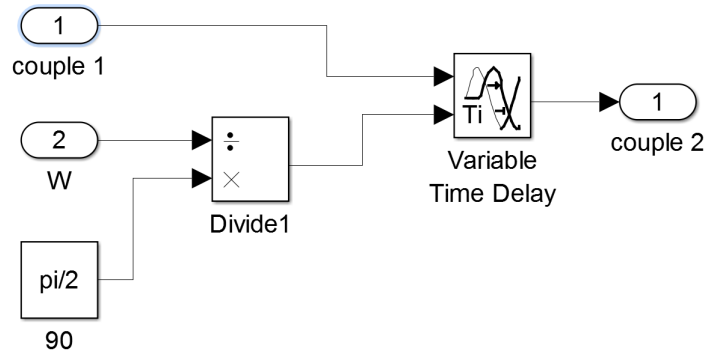 1
couple 1
2
W
pi/2
90
÷
×
Divide1
Ti
Variable
Time Delay
1
couple 2